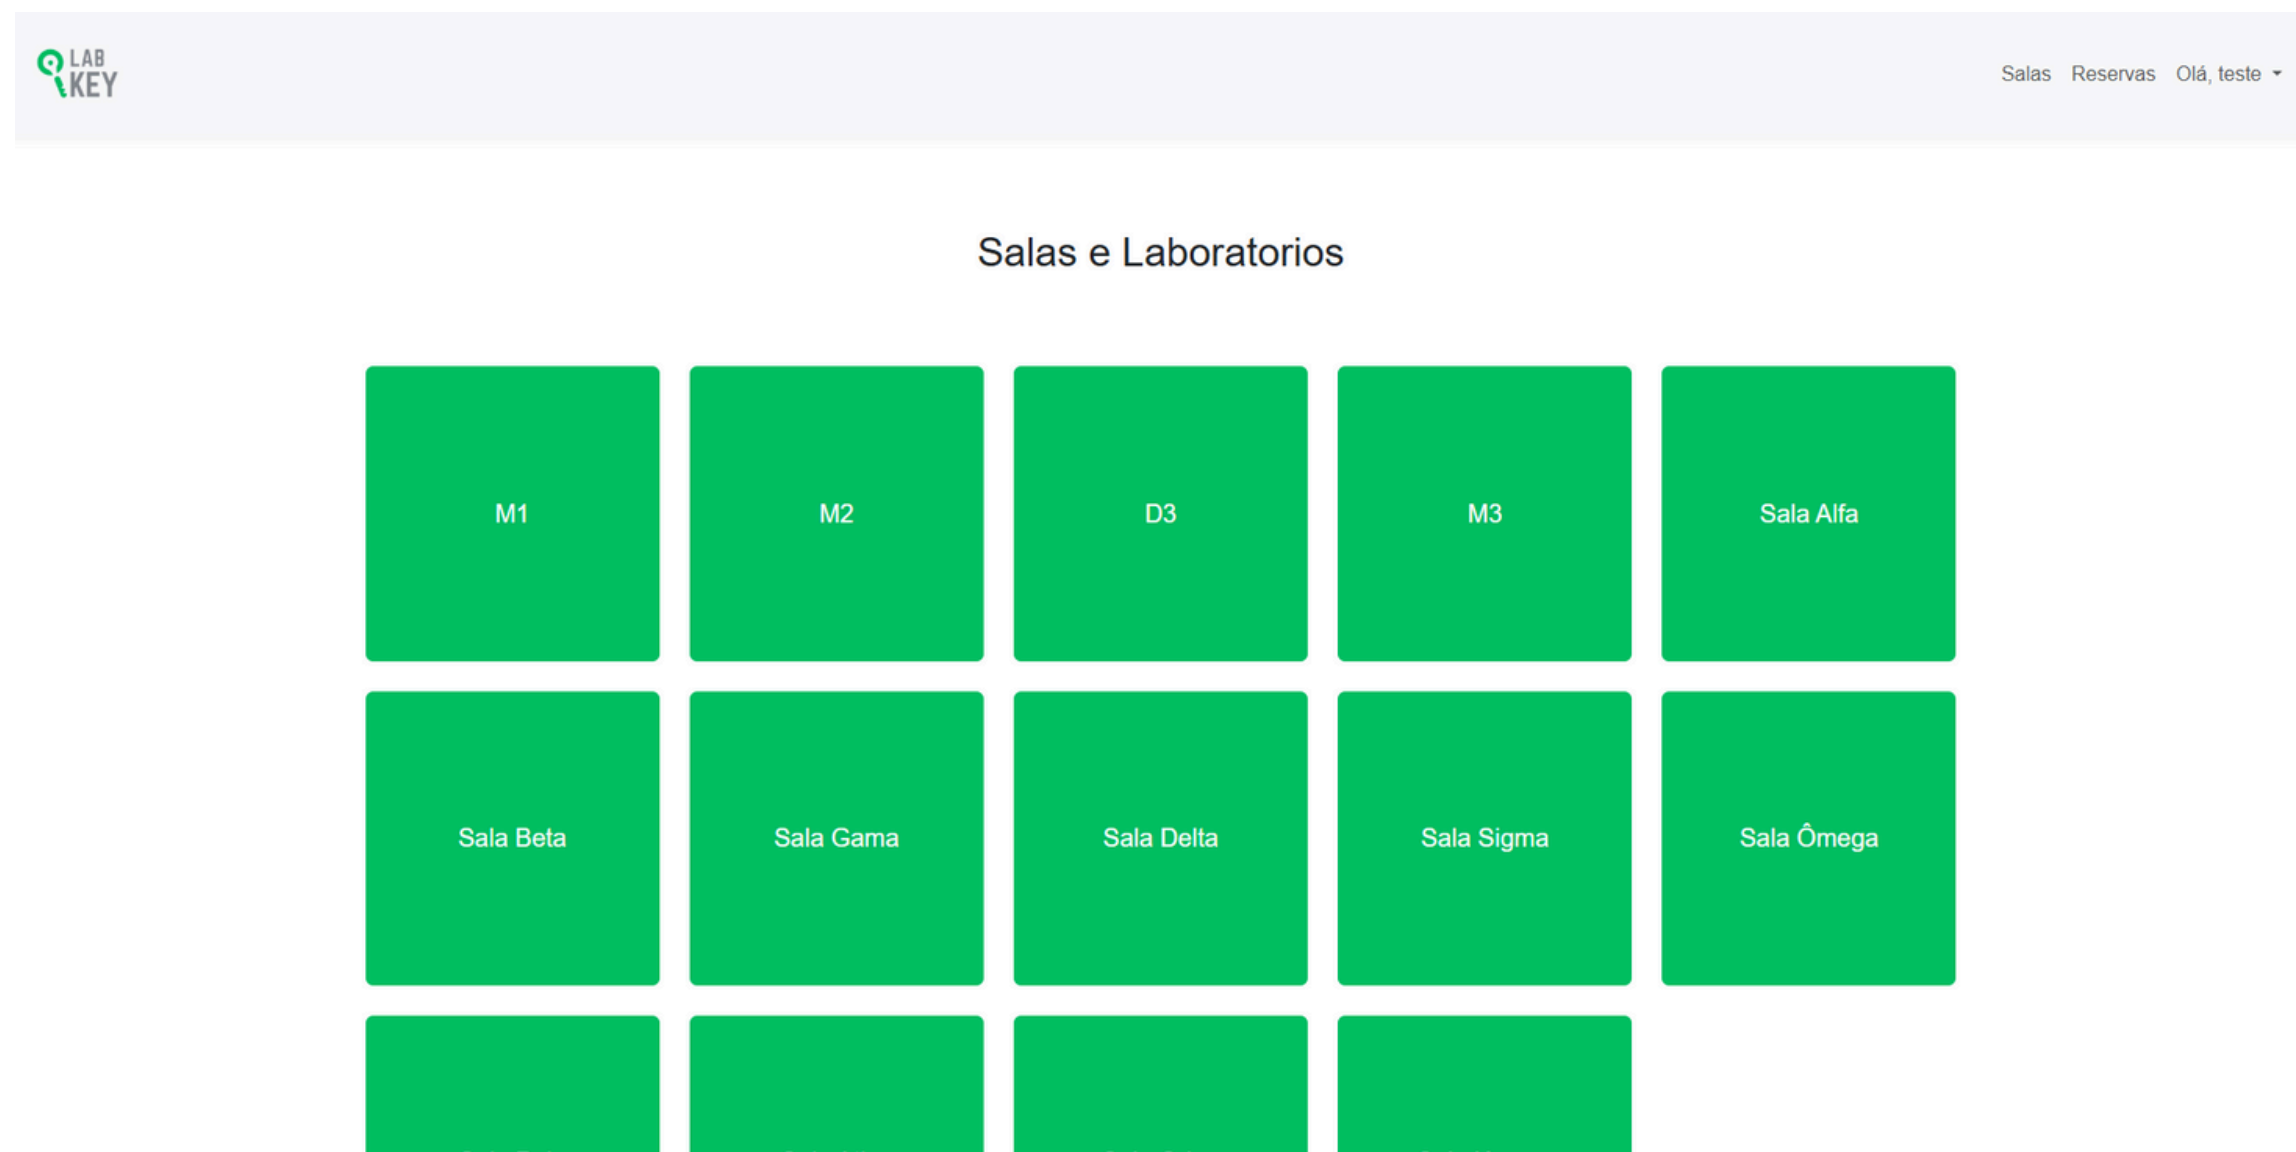 LAB
KEY
Salas Reservas Olá, teste
Salas e Laboratorios
M1 M2 D3 M3 Sala Alfa
Sala Beta Sala Gama Sala Delta Sala Sigma Sala Ômega